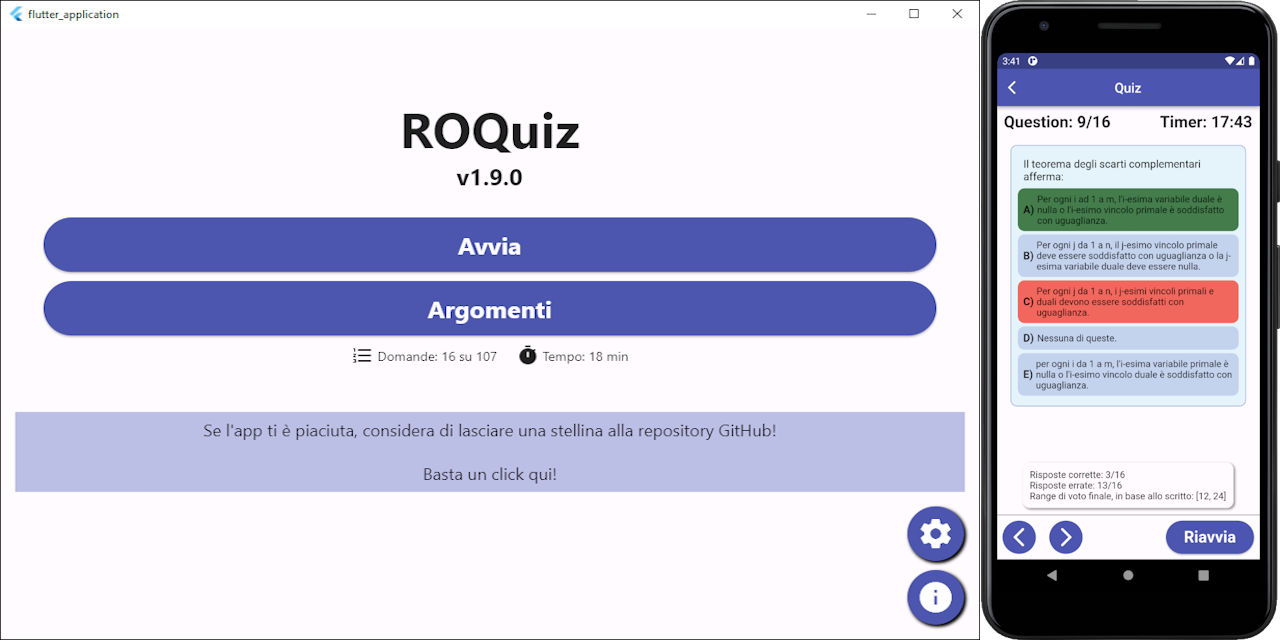 flutter_application
ROQuiz
v1.9.0
Avvia
Argomenti
Domande: 16 su 107
Tempo: 18 min
Se l'app ti è piaciuta, considera di lasciare una stellina alla repository GitHub!
Basta un click qui!
3:41
Quiz
Question: 9/16
Timer: 17:43
Il teorema degli scarti complementari
afferma:
A) Per ogni i ad 1 a m, l'i-esima variabile duale è
nulla o l'i-esimo vincolo primale è soddisfatto
con uguaglianza.
B) Per ogni j da 1 a n, il j-esimo vincolo primale
deve essere soddisfatto con uguaglianza o la j-
esima variabile duale deve essere nulla.
C) Per ogni j da 1 a n, i j-esimi vincoli primali e
duali devono essere soddisfatti con
uguaglianza.
D) Nessuna di queste.
E) per ogni i da 1 a m, l'i-esima variabile primale è
nulla o l'i-esimo vincolo duale è soddisfatto con
uguaglianza.
Risposte corrette: 3/16
Risposte errate: 13/16
Range di voto finale, in base allo scritto: [12, 24]
Riavvia